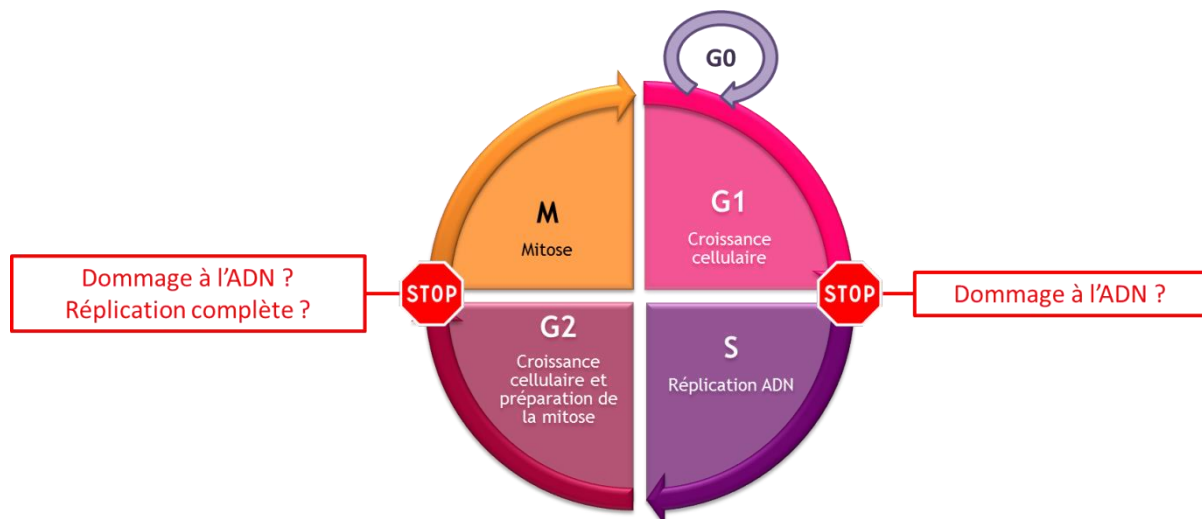 G0
M
Mitose
G1
Croissance
cellulaire
Dommage à l'ADN ?
Réplication complète ?
STOP
STOP
Dommage à l'ADN ?
G2
Croissance
cellulaire et
préparation de
la mitose
S
Réplication ADN